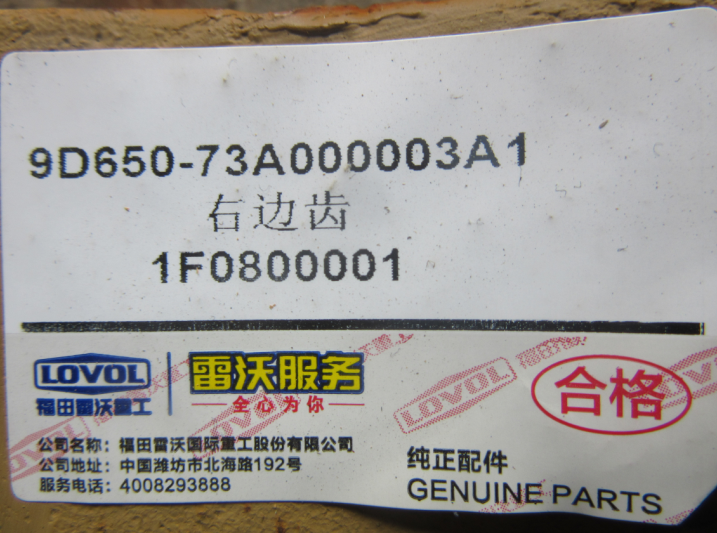 9D650-73A000003A1
右边齿
1F0800001
LOVOL
福田雷沃重工
雷沃服务
全心为你
合格
LOVOL
公司名称：福田雷沃国际重工股份有限公司
公司地址：中国潍坊市北海路192号
服务电话：4008293888
纯正配件
GENUINE PARTS